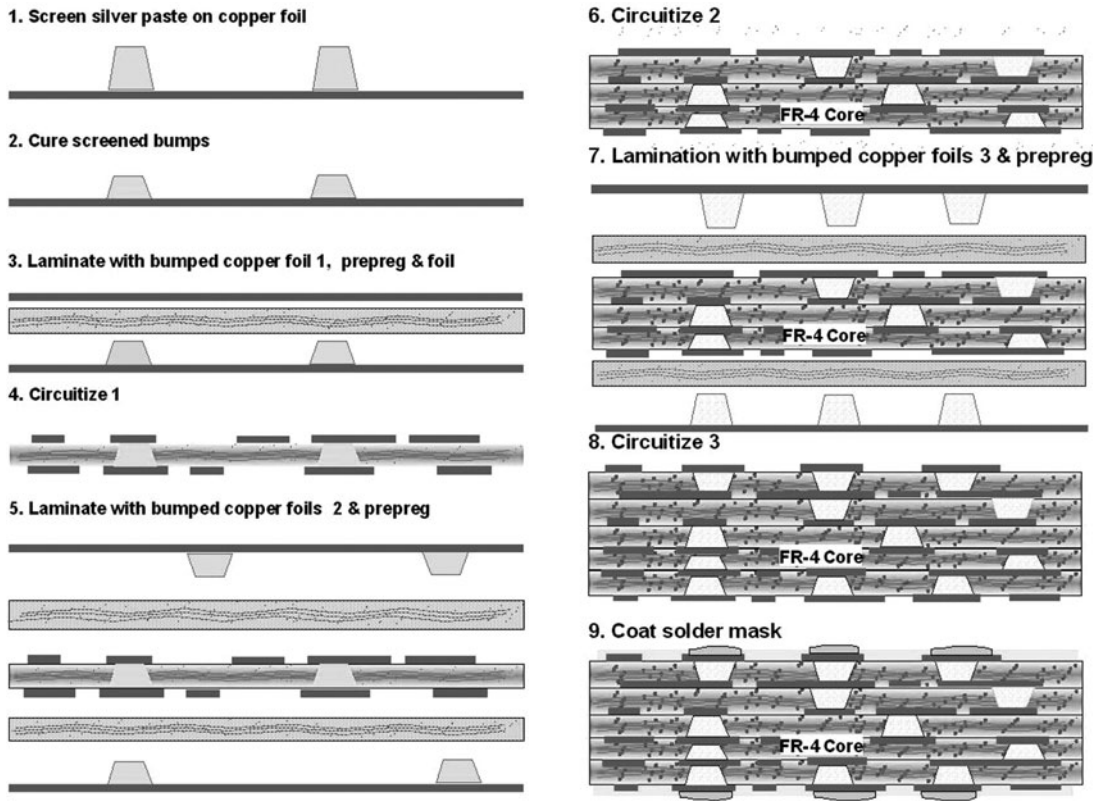 1. Screen silver paste on copper foil
2. Cure screened bumps
3. Laminate with bumped copper foil 1, prepreg & foil
4. Circuitize 1
5. Laminate with bumped copper foils 2 & prepreg
6. Circuitize 2
FR-4 Core
7. Lamination with bumped copper foils 3 & prepreg
FR-4 Core
8. Circuitize 3
FR-4 Core
9. Coat solder mask
FR-4 Core